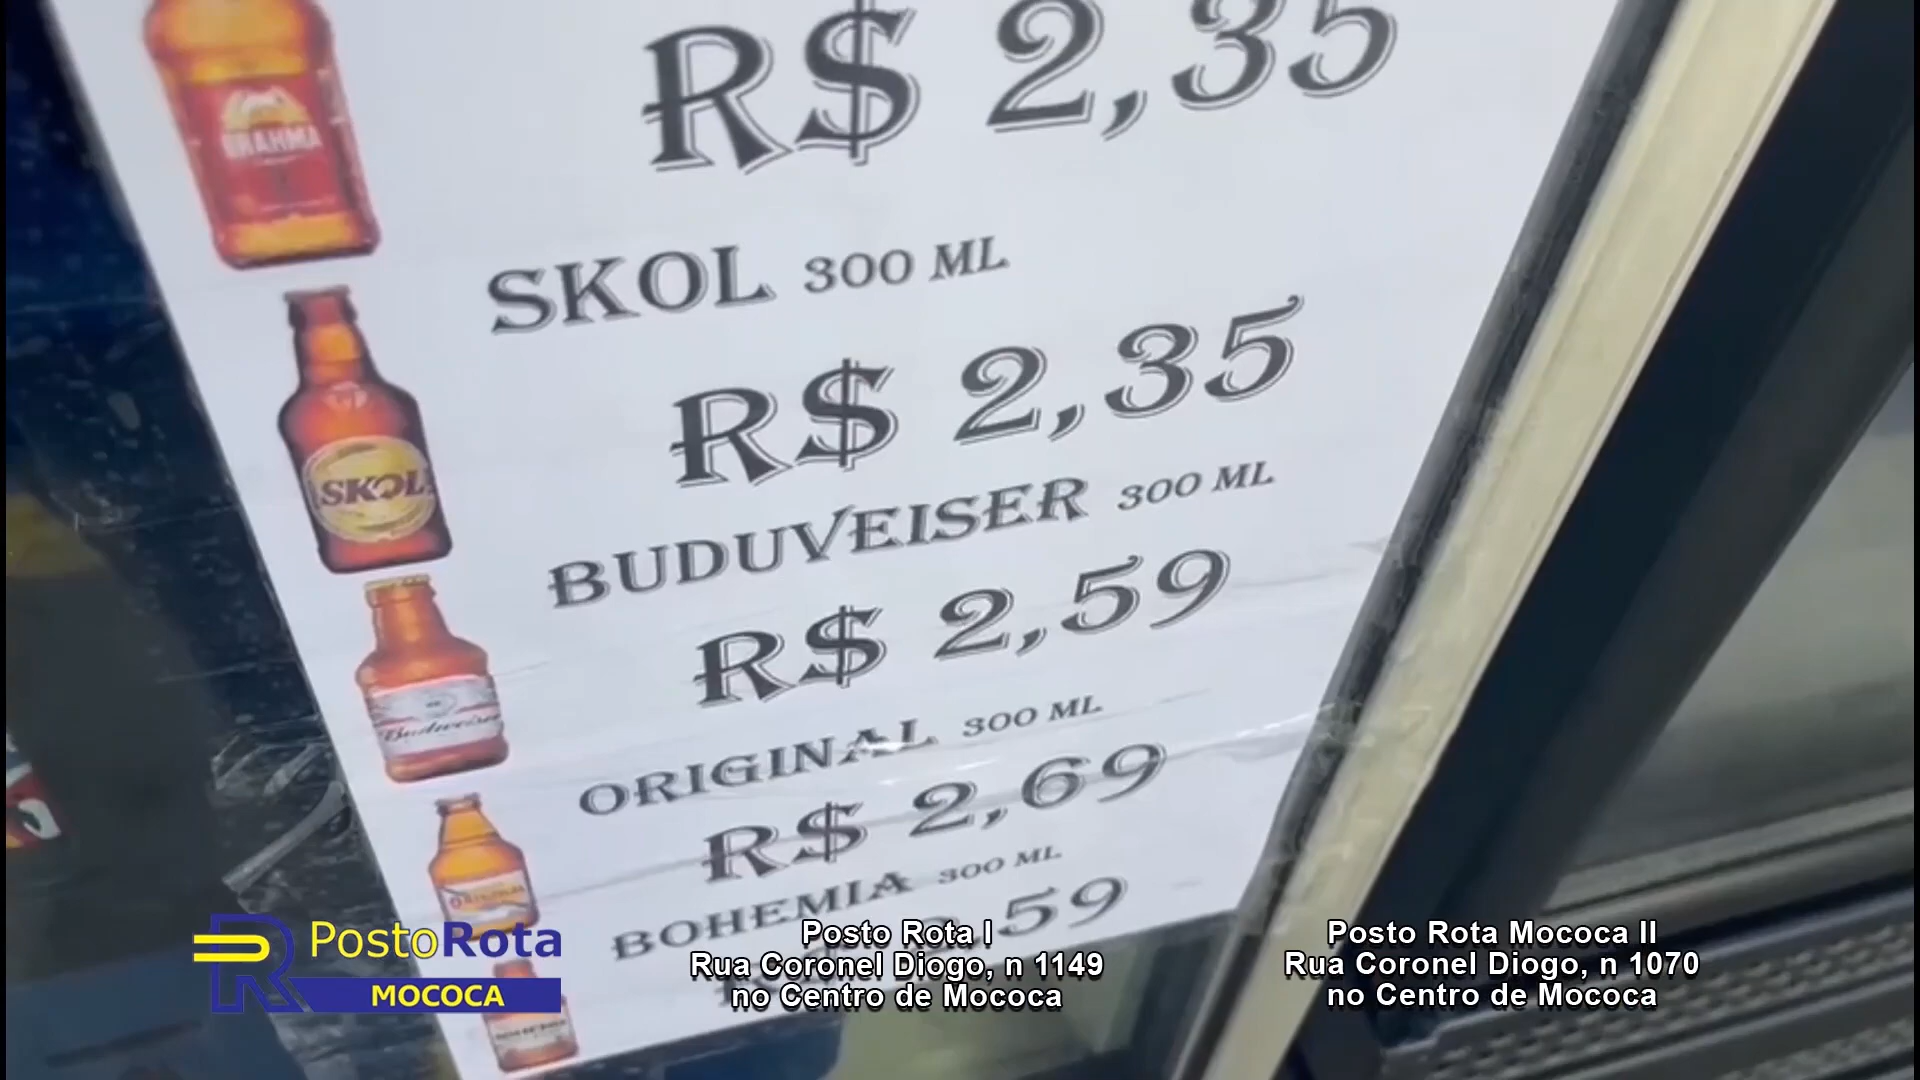 R$ 2,35
BRAHMA
SKOL 300 ML
R$ 2,35
SKOL
BUDUVEISER 300 ML
R$ 2,59
Budweiser
ORIGINAL 300 ML
R$ 2,69
BOHEMIA 300 ML
59
PostoRota
MOCOCA
Posto Rota I
Rua Coronel Diogo, n 1149
no Centro de Mococa
Posto Rota Mococa II
Rua Coronel Diogo, n 1070
no Centro de Mococa